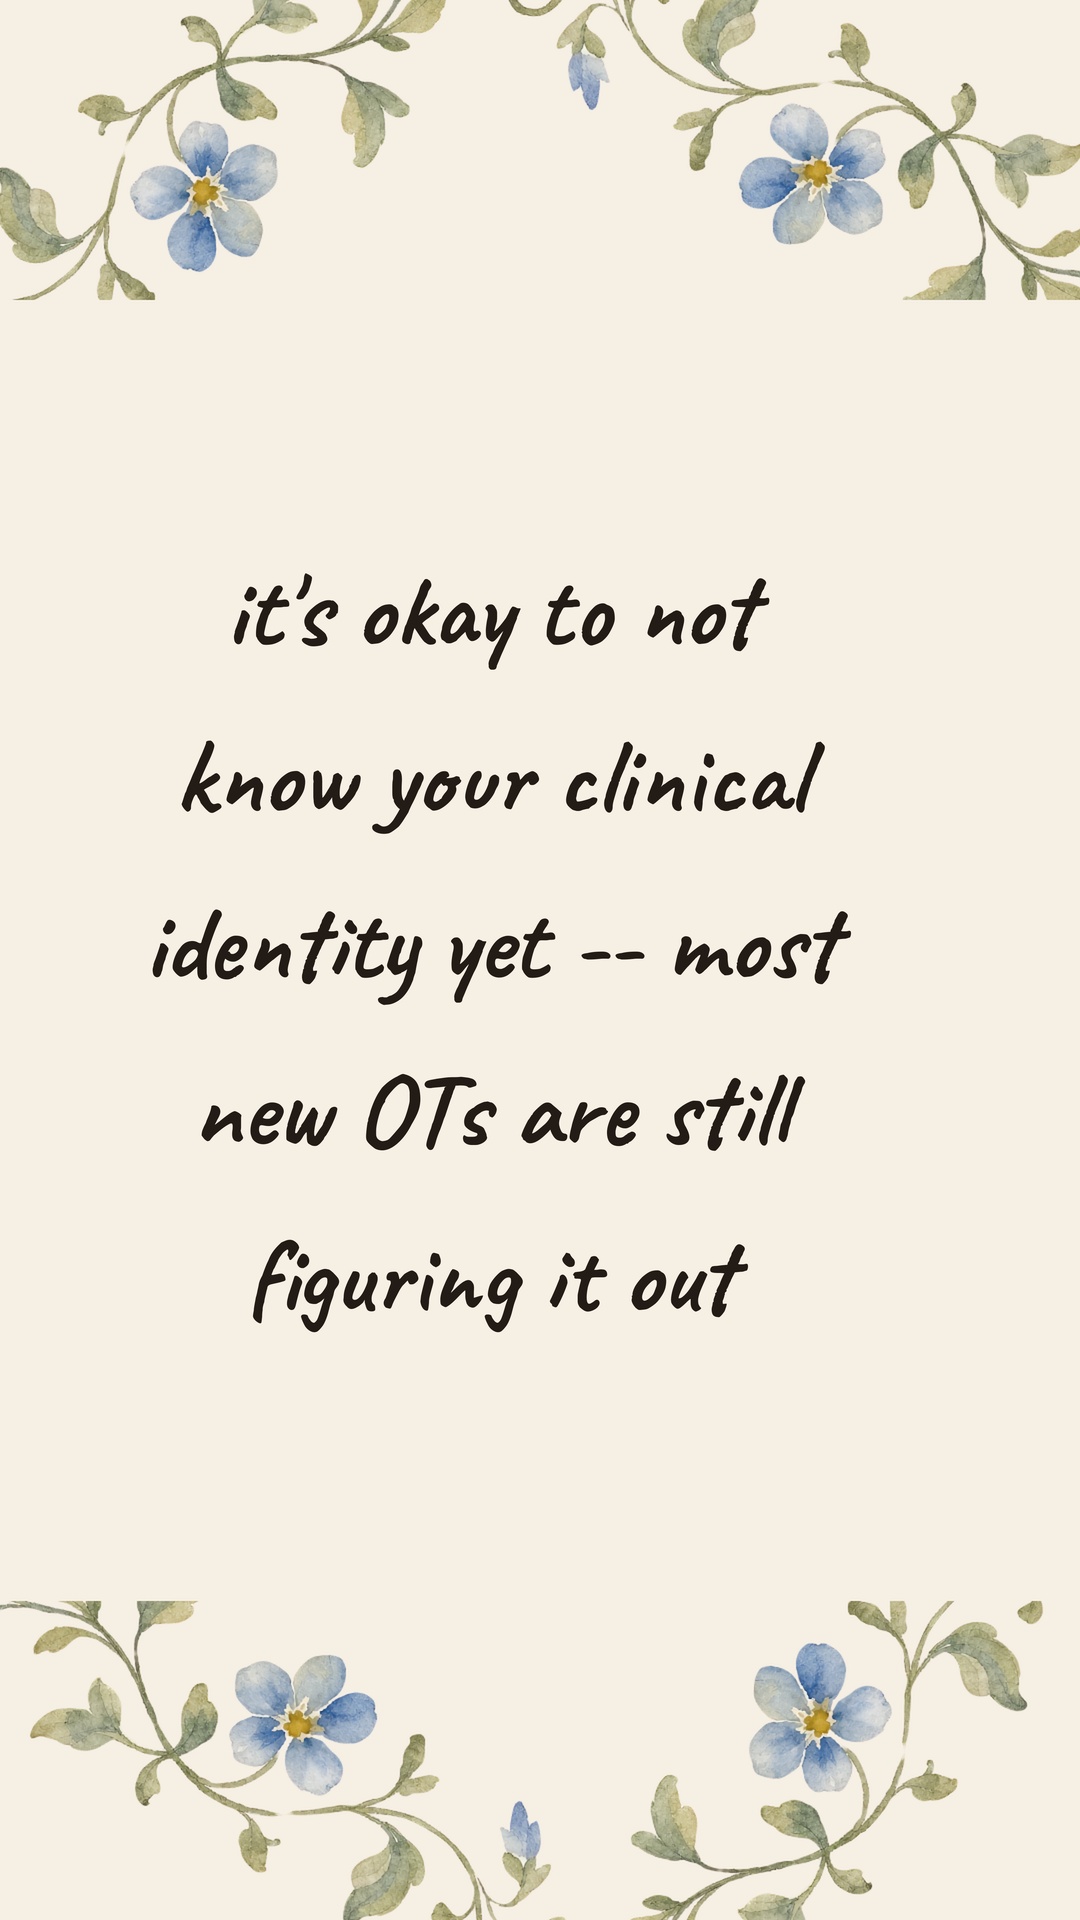 it's okay to not
know your clinical
identity yet -- most
new OTs are still
figuring it out